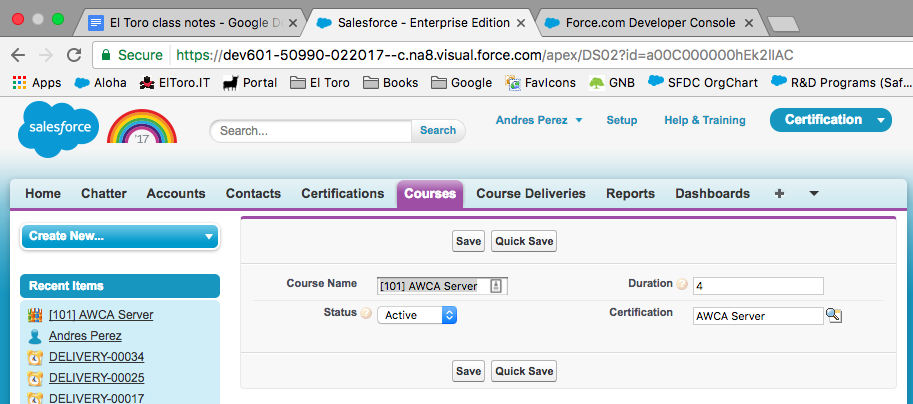 El Toro class notes - Google D
Salesforce - Enterprise Edition
Force.com Developer Console
Secure https://dev601-50990-022017--c.na8.visual.force.com/apex/DS02?id=a00C000000hEk2lIAC
Apps Aloha ElToro.IT Portal El Toro Books Google FavIcons GNB SFDC OrgChart R&D Programs (Saf...
salesforce '17 Search... Search Andres Perez Setup Help & Training Certification
Home Chatter Accounts Contacts Certifications Courses Course Deliveries Reports Dashboards +
Create New...
Save Quick Save
Recent Items
Course Name [101] AWCA Server Duration ? 4
Status ? Active Certification AWCA Server
[101] AWCA Server
Andres Perez
DELIVERY-00034
DELIVERY-00025
DELIVERY-00017
Save Quick Save